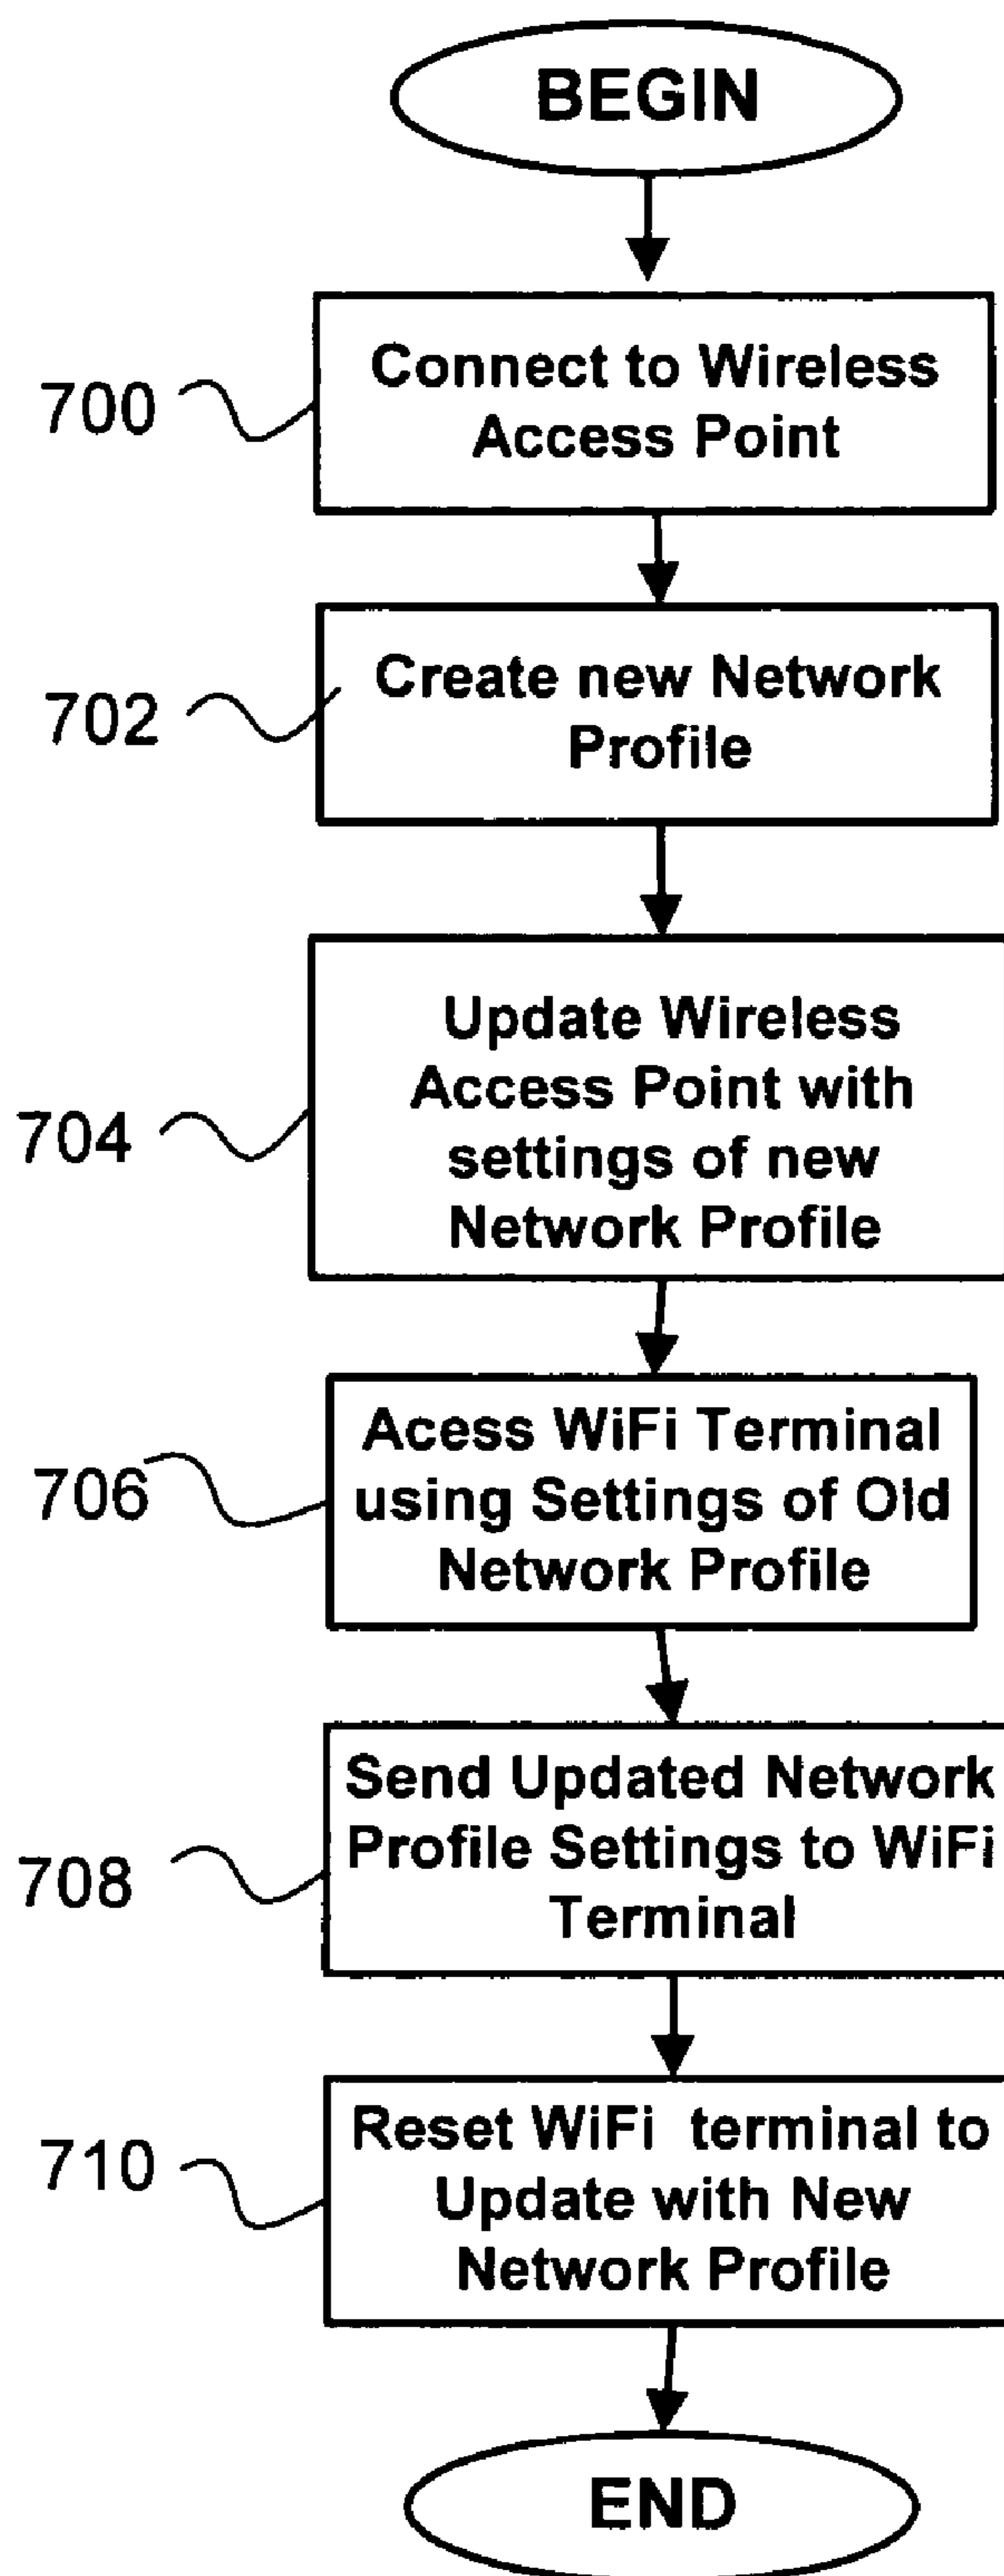 BEGIN
700
Connect to Wireless
Access Point
702
Create new Network
Profile
704
Update Wireless
Access Point with
settings of new
Network Profile
706
Acess WiFi Terminal
using Settings of Old
Network Profile
708
Send Updated Network
Profile Settings to WiFi
Terminal
710
Reset WiFi terminal to
Update with New
Network Profile
END